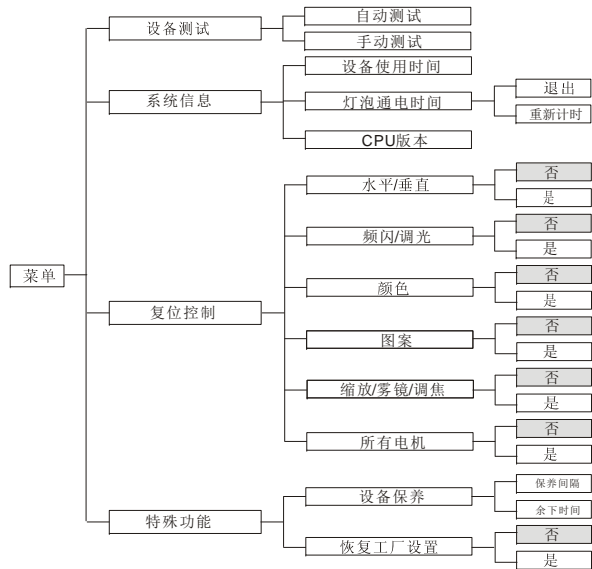 自动测试
设备测试
手动测试
设备使用时间
系统信息
灯泡通电时间
退出
重新计时
CPU版本
水平/垂直
否
是
频闪/调光
否
是
菜单
颜色
否
是
复位控制
图案
否
是
缩放/雾镜/调焦
否
是
所有电机
否
是
设备保养
保养间隔
余下时间
特殊功能
恢复工厂设置
否
是